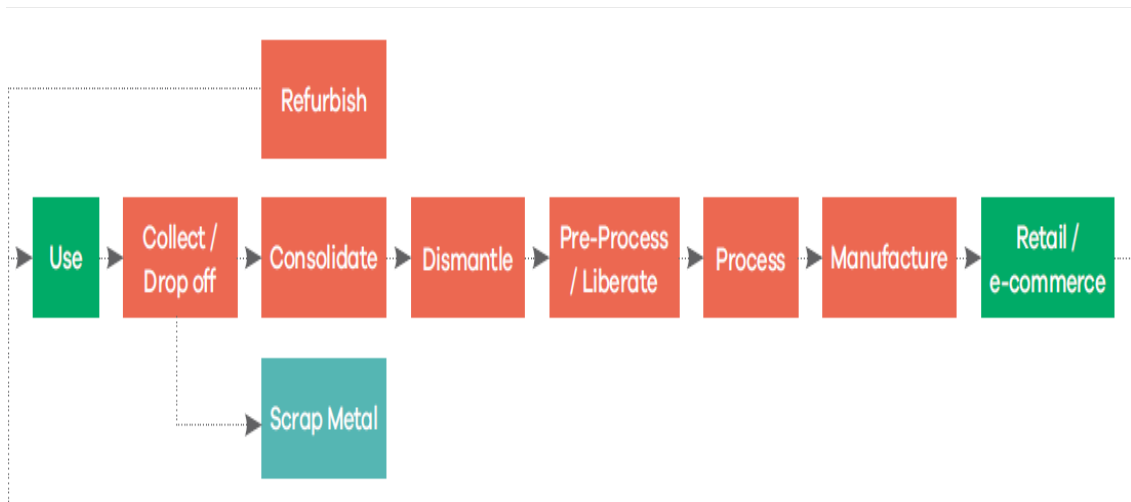 Refurbish
Use
Collect /
Drop off
Consolidate
Dismantle
Pre-Process
/ Liberate
Process
Manufacture
Retail /
e-commerce
Scrap Metal